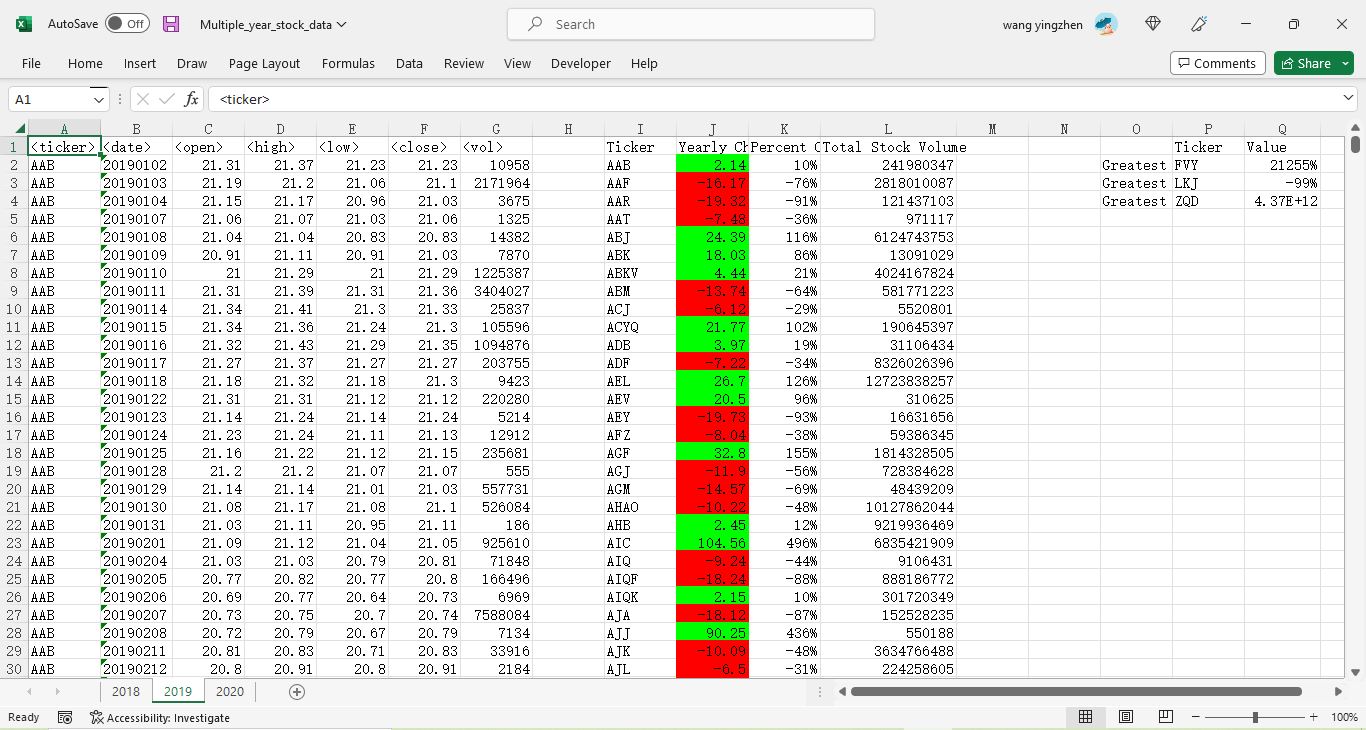 AutoSave Off Multiple_year_stock_data Search wang yingzhen
File Home Insert Draw Page Layout Formulas Data Review View Developer Help Comments Share
A1 fx <ticker>
A B C D E F G H I J K L M N O P Q
1 <ticker> <date> <open> <high> <low> <close> <vol> Ticker Yearly Ch Percent C Total Stock Volume Ticker Value
2 AAB 20190102 21.31 21.37 21.23 21.23 10958 AAB 2.14 10% 241980347 Greatest FVY 21255%
3 AAB 20190103 21.19 21.2 21.06 21.1 2171964 AAF -16.17 -76% 2818010087 Greatest LKJ -99%
4 AAB 20190104 21.15 21.17 20.96 21.03 3675 AAR -19.32 -91% 121437103 Greatest ZQD 4.37E+12
5 AAB 20190107 21.06 21.07 21.03 21.06 1325 AAT -7.48 -36% 971117
6 AAB 20190108 21.04 21.04 20.83 20.83 14382 ABJ 24.39 116% 6124743753
7 AAB 20190109 20.91 21.11 20.91 21.03 7870 ABK 18.03 86% 13091029
8 AAB 20190110 21 21.29 21 21.29 1225387 ABKV 4.44 21% 4024167824
9 AAB 20190111 21.31 21.39 21.31 21.36 3404027 ABM -13.74 -64% 581771223
10 AAB 20190114 21.34 21.41 21.3 21.33 25837 ACJ -6.12 -29% 5520801
11 AAB 20190115 21.34 21.36 21.24 21.3 105596 ACYQ 21.77 102% 190645397
12 AAB 20190116 21.32 21.43 21.29 21.35 1094876 ADB 3.97 19% 31106434
13 AAB 20190117 21.27 21.37 21.27 21.27 203755 ADF -7.22 -34% 8326026396
14 AAB 20190118 21.18 21.32 21.18 21.3 9423 AEL 26.7 126% 12723838257
15 AAB 20190122 21.31 21.31 21.12 21.12 220280 AEV 20.5 96% 310625
16 AAB 20190123 21.14 21.24 21.14 21.24 5214 AEY -19.73 -93% 16631656
17 AAB 20190124 21.23 21.24 21.11 21.13 12912 AFZ -8.04 -38% 59386345
18 AAB 20190125 21.16 21.22 21.12 21.15 235681 AGF 32.8 155% 1814328505
19 AAB 20190128 21.2 21.2 21.07 21.07 555 AGJ -11.9 -56% 728384628
20 AAB 20190129 21.14 21.14 21.01 21.03 557731 AGM -14.57 -69% 48439209
21 AAB 20190130 21.08 21.17 21.08 21.1 526084 AHAO -10.22 -48% 10127862044
22 AAB 20190131 21.03 21.11 20.95 21.11 186 AHB 2.45 12% 9219936469
23 AAB 20190201 21.09 21.12 21.04 21.05 925610 AIC 104.56 496% 6835421909
24 AAB 20190204 21.03 21.03 20.79 20.81 71848 AIQ -9.24 -44% 9106431
25 AAB 20190205 20.77 20.82 20.77 20.8 166496 AIQF -18.24 -88% 888186772
26 AAB 20190206 20.69 20.77 20.64 20.73 6969 AIQK 2.15 10% 301720349
27 AAB 20190207 20.73 20.75 20.7 20.74 7588084 AJA -18.12 -87% 152528235
28 AAB 20190208 20.72 20.79 20.67 20.79 7134 AJJ 90.25 436% 550188
29 AAB 20190211 20.81 20.83 20.71 20.83 33916 AJK -10.09 -48% 3634766488
30 AAB 20190212 20.8 20.91 20.8 20.91 2184 AJL -6.5 -31% 224258605
2018 2019 2020
Ready Accessibility: Investigate 100%